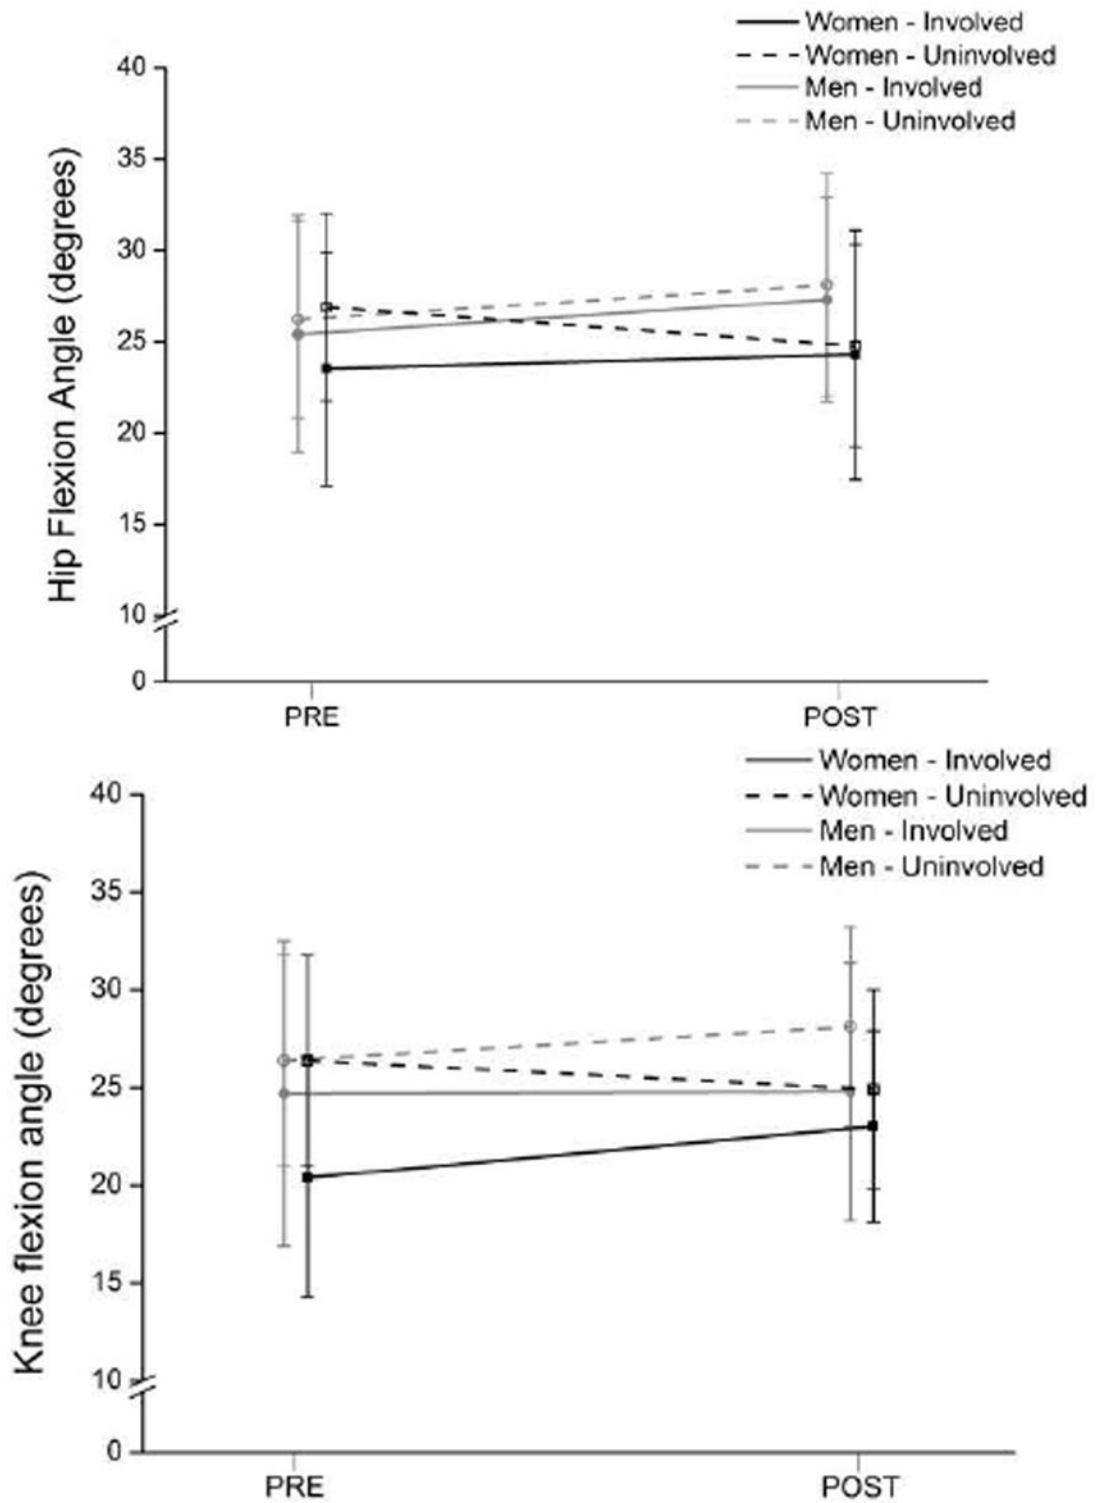 Women - Involved
Women - Uninvolved
Men - Involved
Men - Uninvolved
Hip Flexion Angle (degrees)
40
35
30
25
20
15
10
0
PRE
POST
Women - Involved
Women - Uninvolved
Men - Involved
Men - Uninvolved
Knee flexion angle (degrees)
40
35
30
25
20
15
10
0
PRE
POST